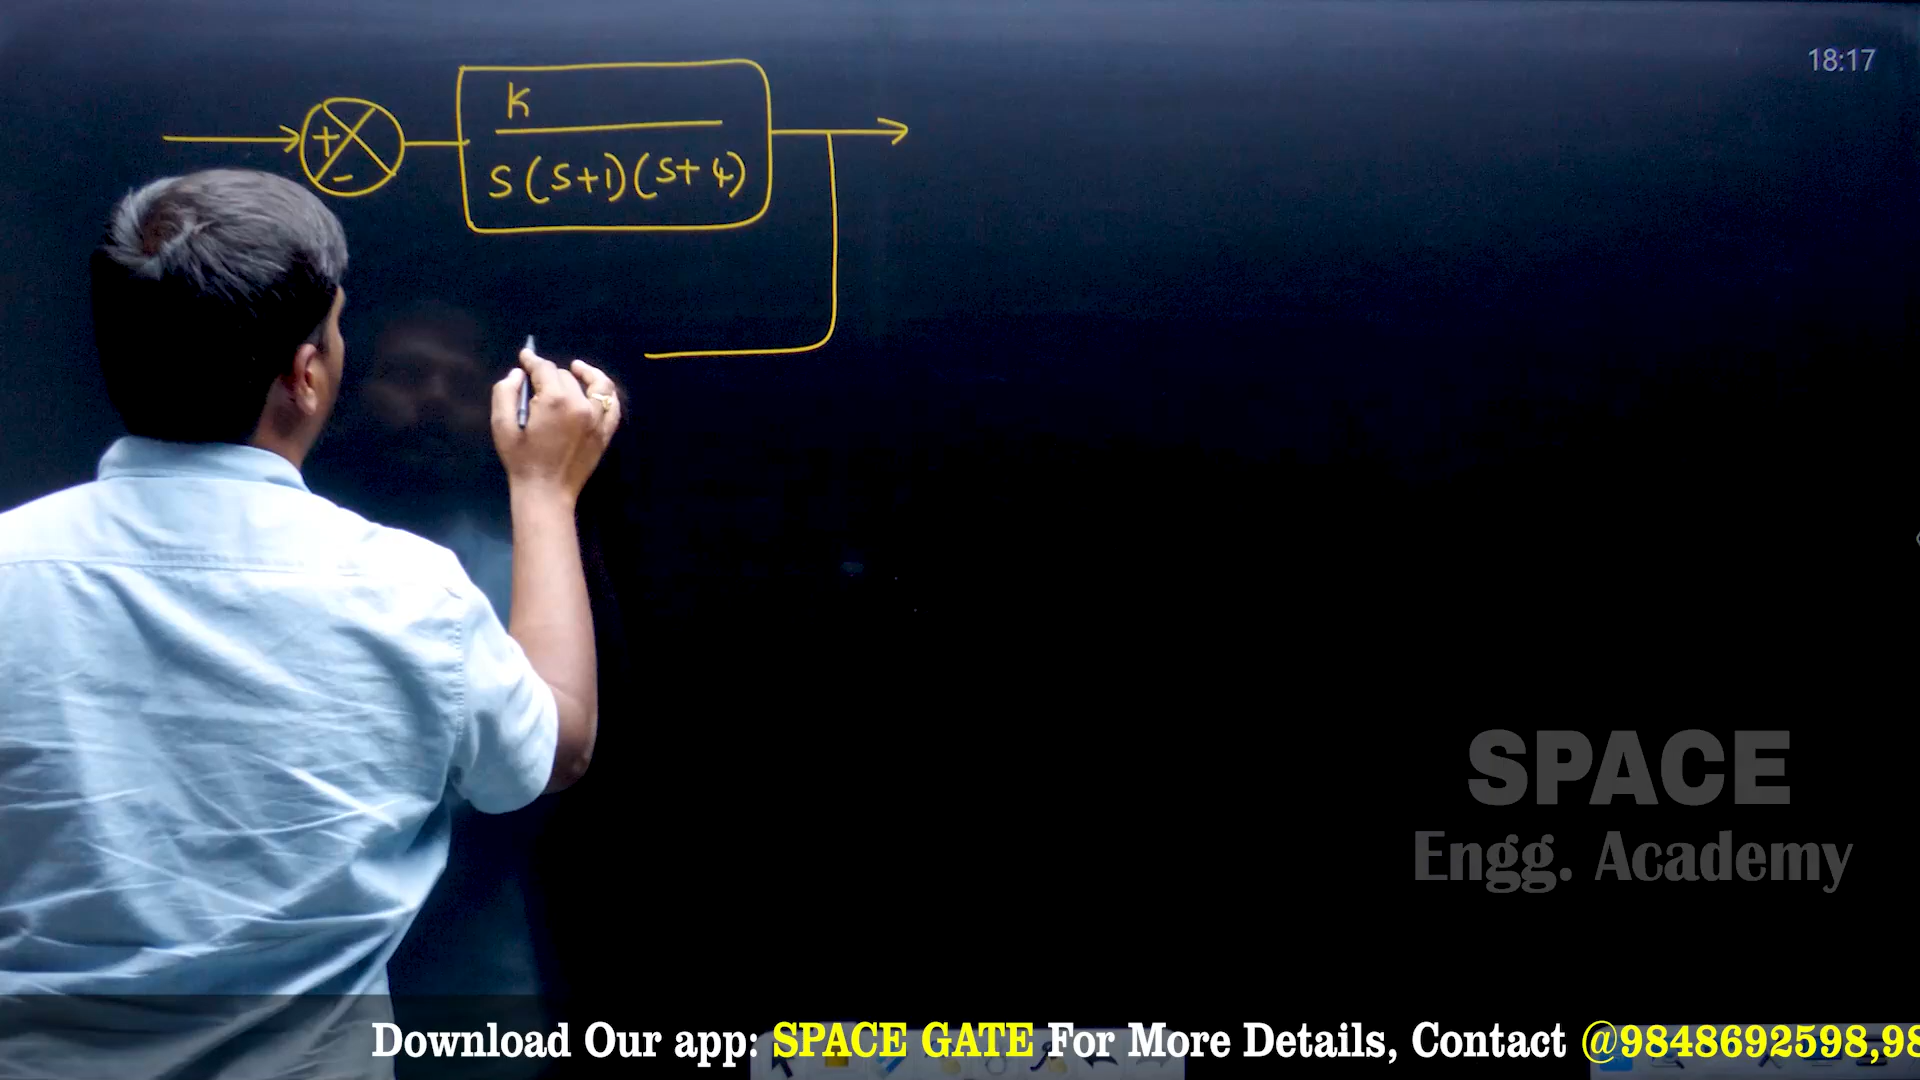 18:17
K
+
-
S(S+1)(S+4)
SPACE
Engg. Academy
Download Our app: SPACE GATE For More Details, Contact @9848692598,98